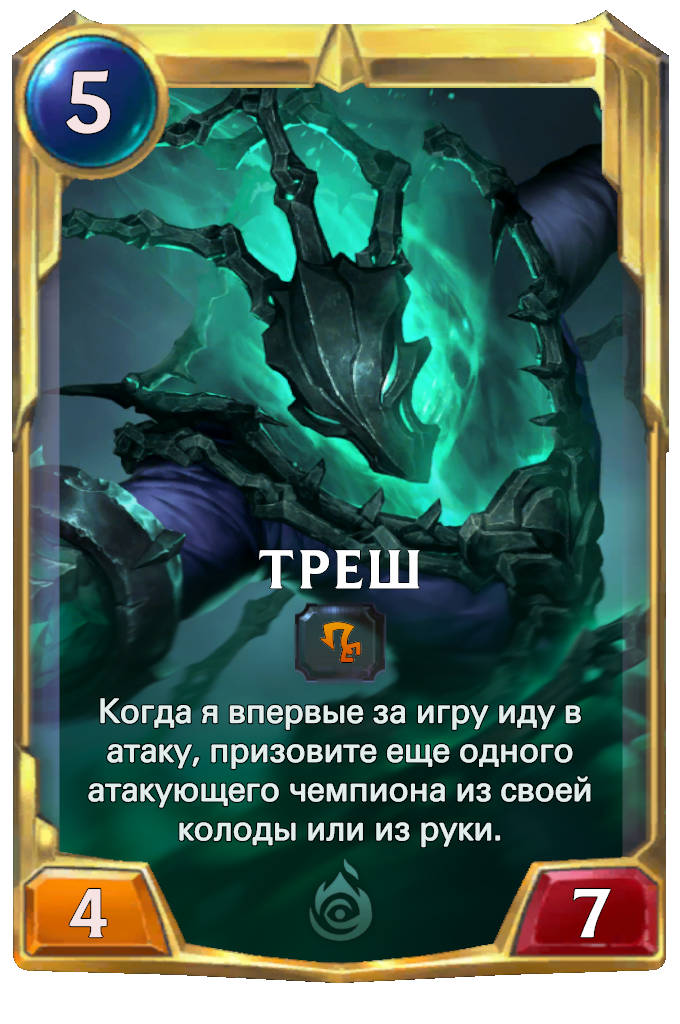 5
ТРЕШ
Когда я впервые за игру иду в
атаку, призовите еще одного
атакующего чемпиона из своей
колоды или из руки.
4
7